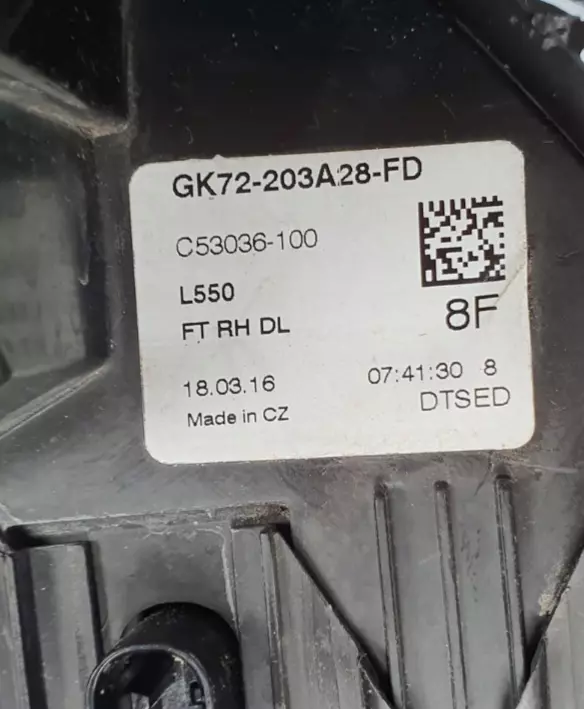 GK72-203A28-FD
C53036-100
L550
FT RH DL
8F
18.03.16
07:41:30 8
Made in CZ
DTSED